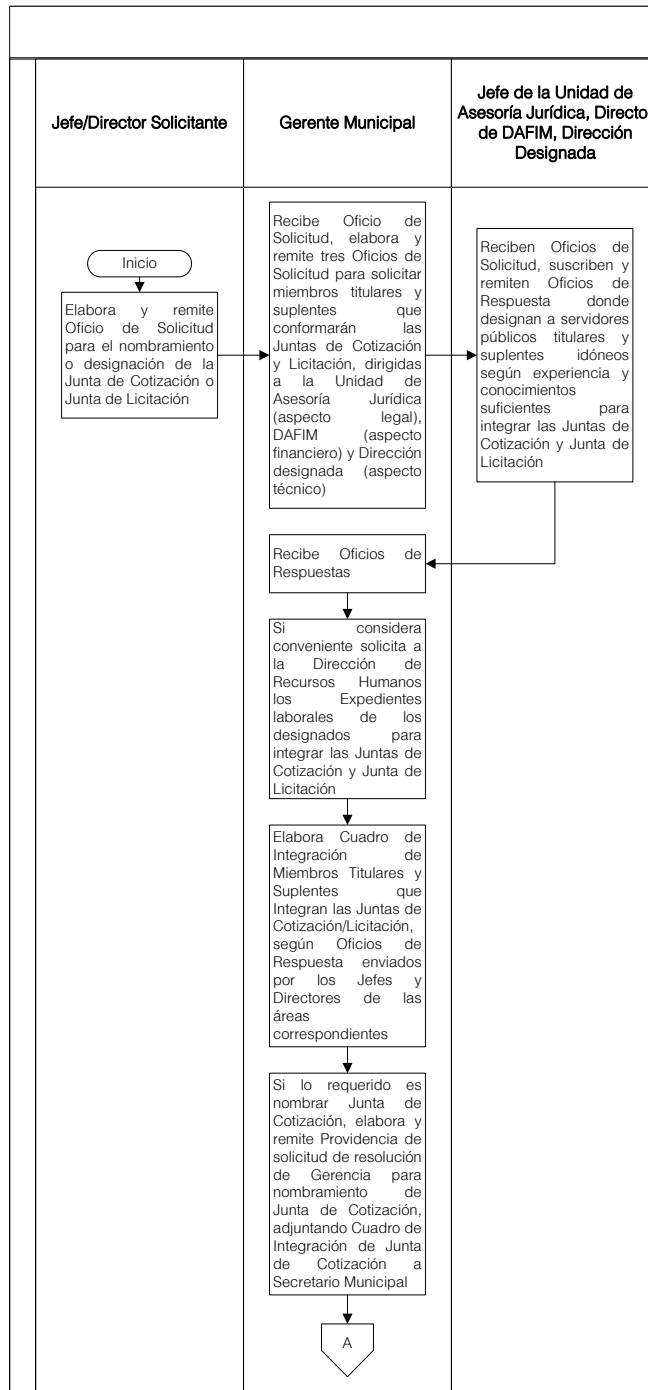 Jefe/Director Solicitante
Gerente Municipal
Jefe de la Unidad de
Asesoría Jurídica, Directo
de DAFIM, Dirección
Designada
Inicio
Elabora y remite
Oficio de Solicitud
para el nombramiento
o designación de la
Junta de Cotización o
Junta de Licitación
Recibe Oficio de
Solicitud, elabora y
remite tres Oficios de
Solicitud para solicitar
miembros titulares y
suplentes que
conformarán las
Juntas de Cotización
y Licitación, dirigidas
a la Unidad de
Asesoría Jurídica
(aspecto legal),
DAFIM (aspecto
financiero) y Dirección
designada (aspecto
técnico)
Reciben Oficios de
Solicitud, suscriben y
remiten Oficios de
Respuesta donde
designan a servidores
públicos titulares y
suplentes idóneos
según experiencia y
conocimientos
suficientes para
integrar las Juntas de
Cotización y Junta de
Licitación
Recibe Oficios de
Respuestas
Si considera
conveniente solicita a
la Dirección de
Recursos Humanos
los Expedientes
laborales de los
designados para
integrar las Juntas de
Cotización y Junta de
Licitación
Elabora Cuadro de
Integración de
Miembros Titulares y
Suplentes que
Integran las Juntas de
Cotización/Licitación,
según Oficios de
Respuesta enviados
por los Jefes y
Directores de las
áreas
correspondientes
Si lo requerido es
nombrar Junta de
Cotización, elabora y
remite Providencia de
solicitud de resolución
de Gerencia para
nombramiento de
Junta de Cotización,
adjuntando Cuadro de
Integración de Junta
de Cotización a
Secretario Municipal
A